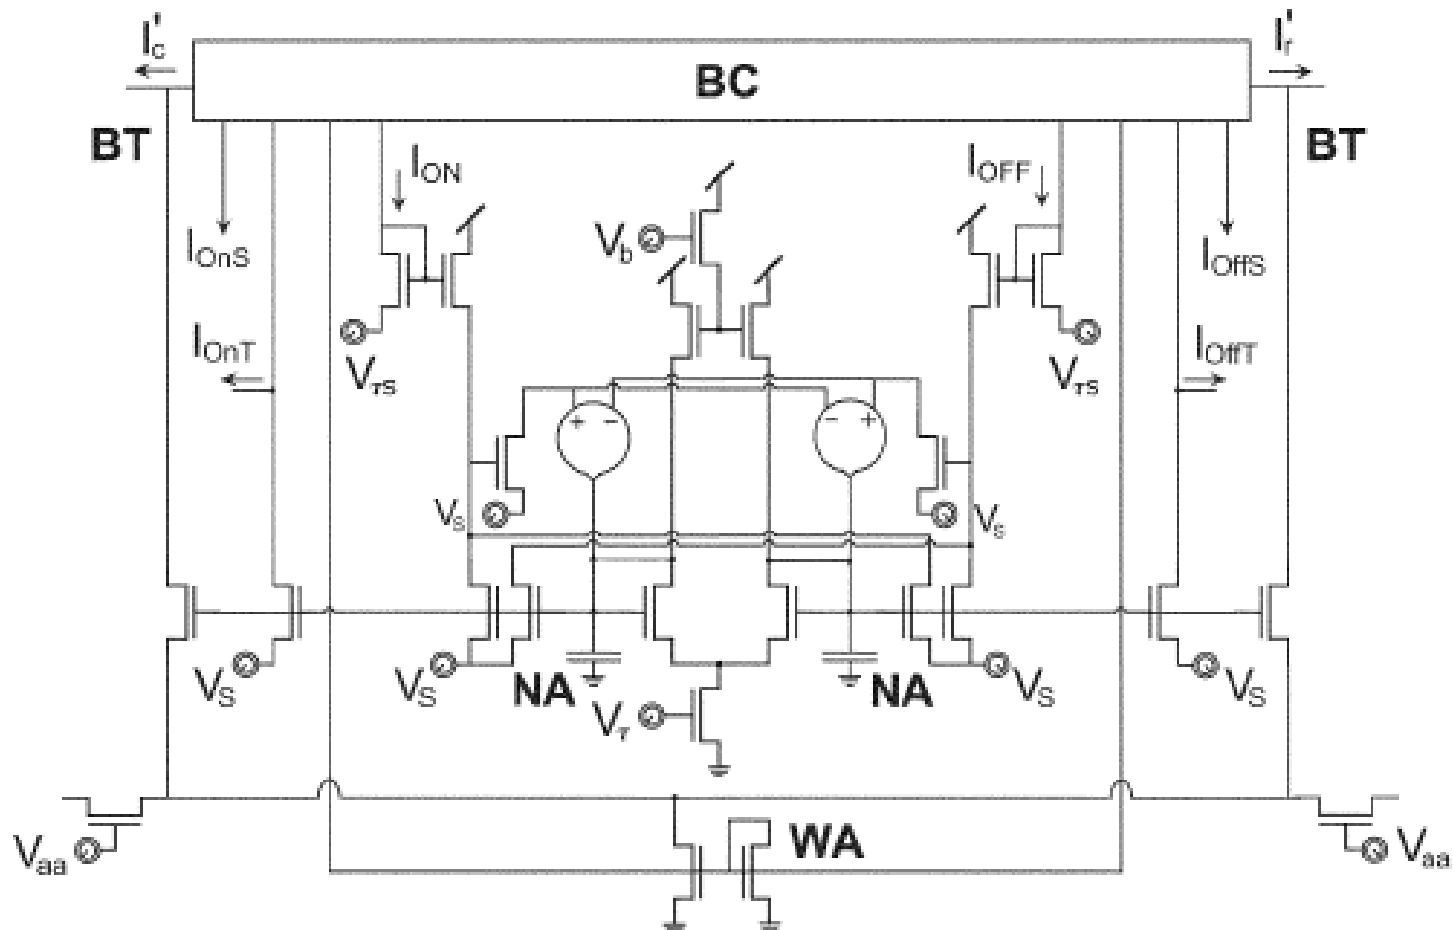 I'c
I'r
BC
BT
BT
ION
IOFF
Vb
IOnS
IOffS
IOnT
IOffT
Vτs
Vτs
+ −
− +
Vs
Vs
VS
VS
NA
NA
VS
VS
Vτ
WA
Vaa
Vaa